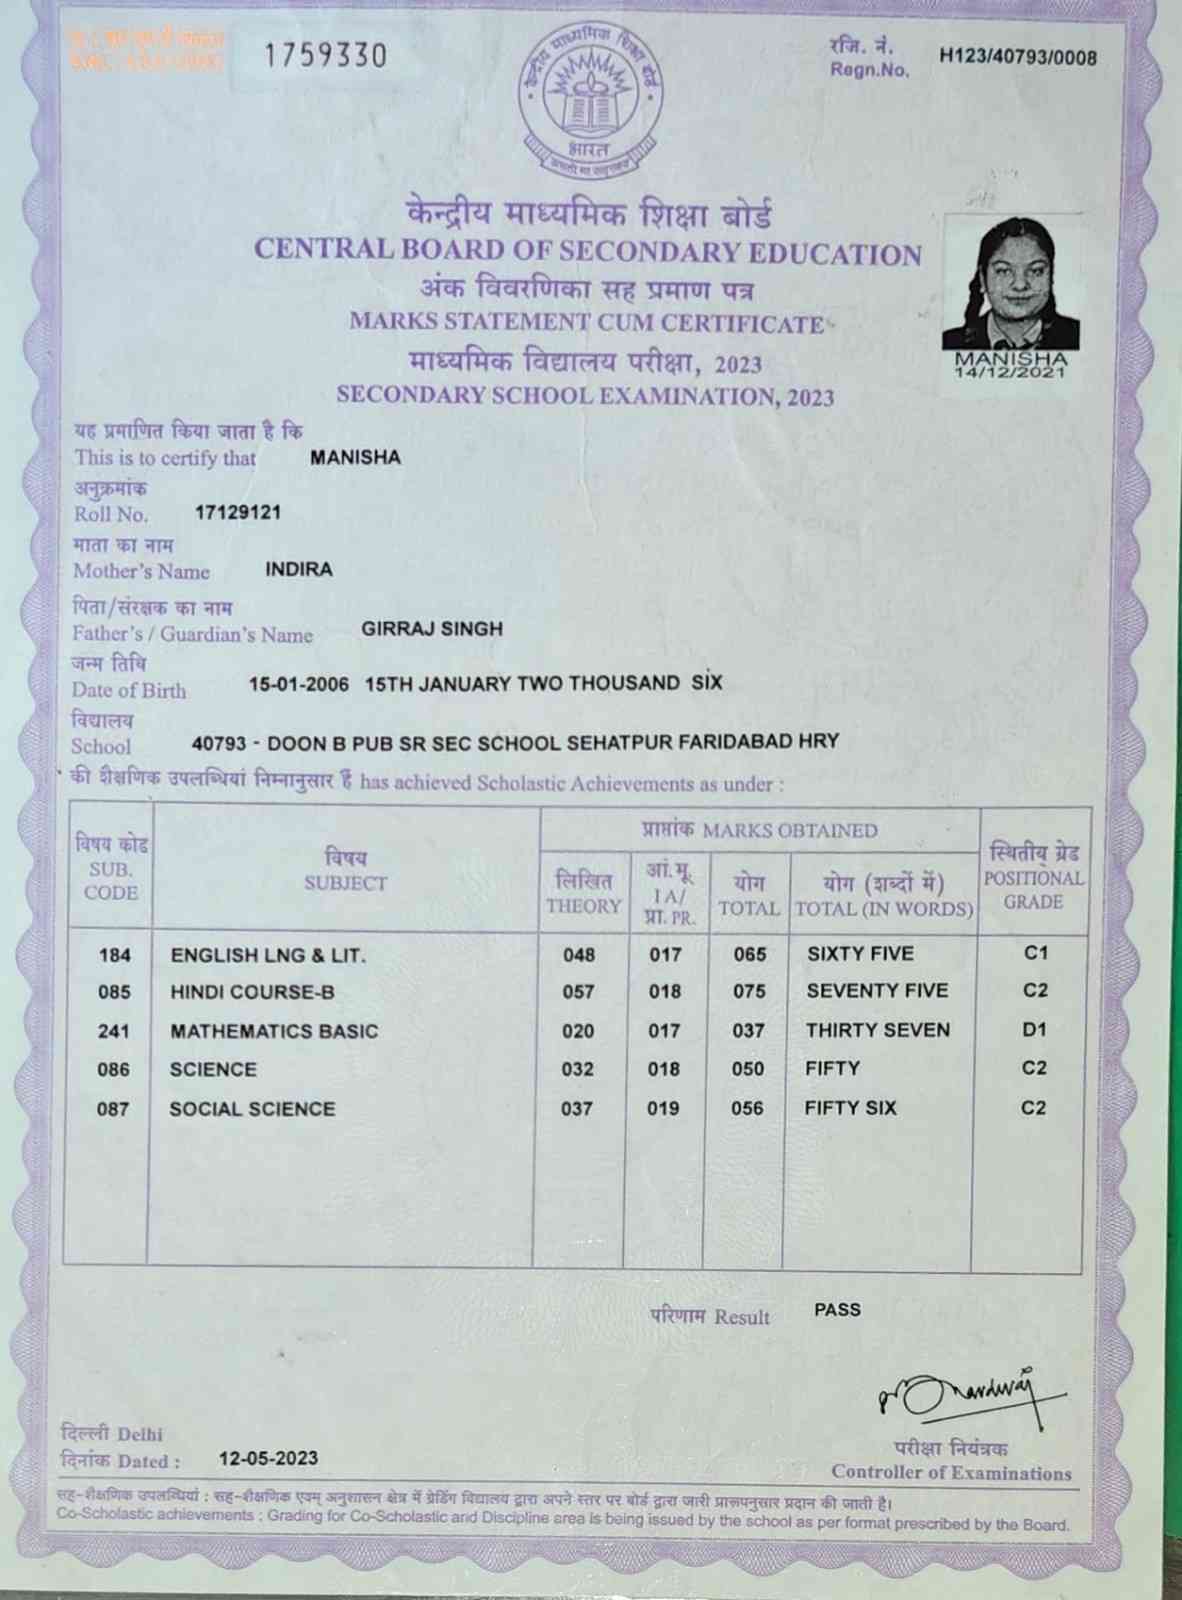 1759330
रजि. नं.
Regn.No. H123/40793/0008
केन्द्रीय माध्यमिक शिक्षा बोर्ड
भारत
केन्द्रीय माध्यमिक शिक्षा बोर्ड
CENTRAL BOARD OF SECONDARY EDUCATION
अंक विवरणिका सह प्रमाण पत्र
MARKS STATEMENT CUM CERTIFICATE
माध्यमिक विद्यालय परीक्षा, 2023
SECONDARY SCHOOL EXAMINATION, 2023
MANISHA
14/12/2021
यह प्रमाणित किया जाता है कि
This is to certify that MANISHA
अनुक्रमांक
Roll No. 17129121
माता का नाम
Mother's Name INDIRA
पिता/संरक्षक का नाम
Father's / Guardian's Name GIRRAJ SINGH
जन्म तिथि
Date of Birth 15-01-2006 15TH JANUARY TWO THOUSAND SIX
विद्यालय
School 40793 - DOON B PUB SR SEC SCHOOL SEHATPUR FARIDABAD HRY
की शैक्षणिक उपलब्धियां निम्नानुसार हैं has achieved Scholastic Achievements as under :
विषय कोड
SUB.
CODE
विषय
SUBJECT
प्राप्तांक MARKS OBTAINED
लिखित
THEORY
आं.मू.
IA/
प्रा. PR.
योग
TOTAL
योग (शब्दों में)
TOTAL (IN WORDS)
स्थितीय ग्रेड
POSITIONAL
GRADE
184 ENGLISH LNG & LIT. 048 017 065 SIXTY FIVE C1
085 HINDI COURSE-B 057 018 075 SEVENTY FIVE C2
241 MATHEMATICS BASIC 020 017 037 THIRTY SEVEN D1
086 SCIENCE 032 018 050 FIFTY C2
087 SOCIAL SCIENCE 037 019 056 FIFTY SIX C2
परिणाम Result PASS
दिल्ली Delhi
दिनांक Dated : 12-05-2023
परीक्षा नियंत्रक
Controller of Examinations
सह-शैक्षणिक उपलब्धियां : सह-शैक्षणिक एवम् अनुशासन क्षेत्र में ग्रेडिंग विद्यालय द्वारा अपने स्तर पर बोर्ड द्वारा जारी प्रारूपनुसार प्रदान की जाती है।
Co-Scholastic achievements : Grading for Co-Scholastic and Discipline area is being issued by the school as per format prescribed by the Board.